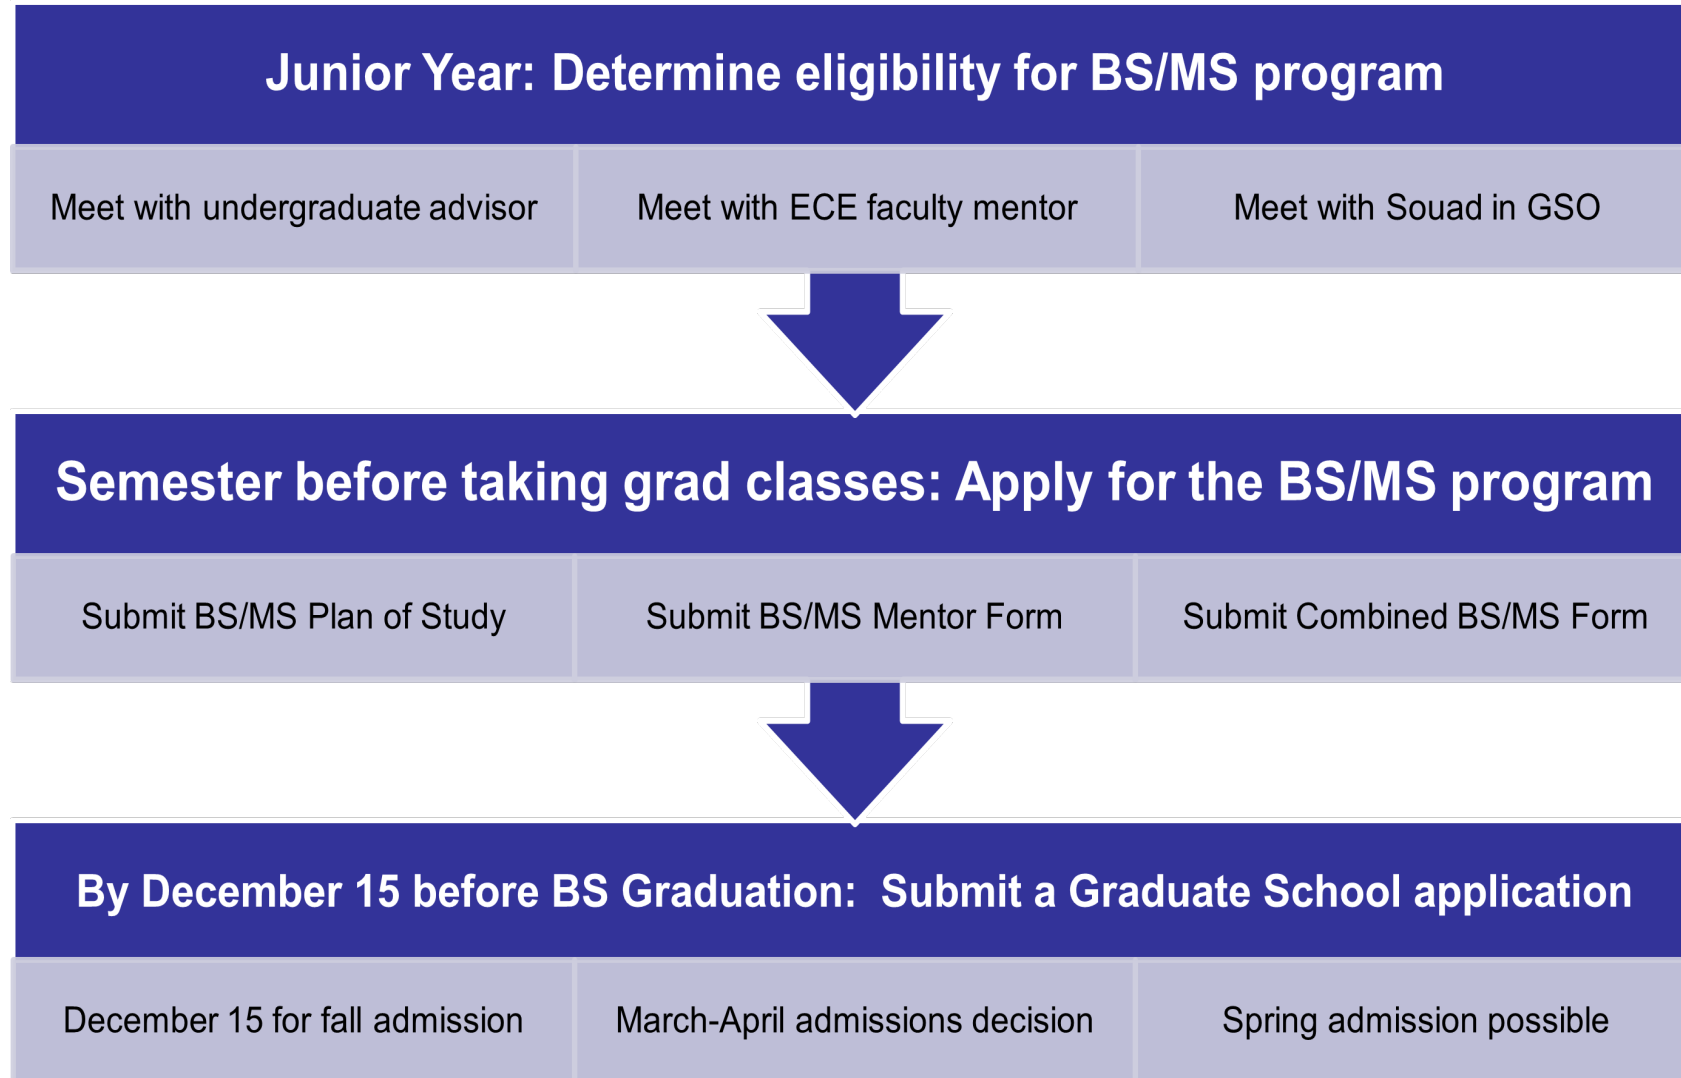 Junior Year: Determine eligibility for BS/MS program
Meet with undergraduate advisor
Meet with ECE faculty mentor
Meet with Souad in GSO
Semester before taking grad classes: Apply for the BS/MS program
Submit BS/MS Plan of Study
Submit BS/MS Mentor Form
Submit Combined BS/MS Form
By December 15 before BS Graduation:  Submit a Graduate School application
December 15 for fall admission
March-April admissions decision
Spring admission possible